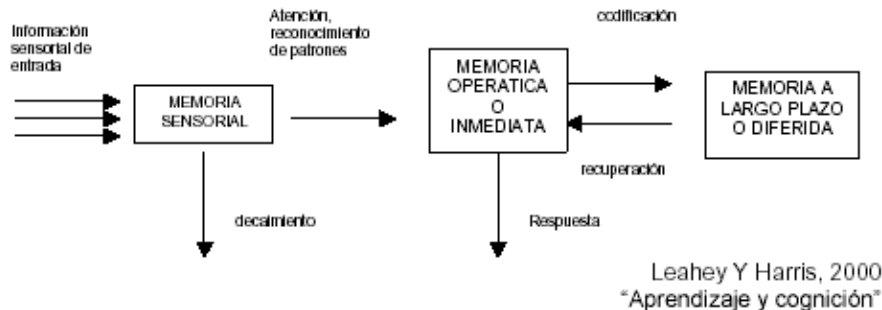 Información
sensorial de
entrada
Atención,
reconocimiento
de patrones
codificación
MEMORIA
SENSORIAL
MEMORIA
OPERATICA
O
INMEDIATA
MEMORIA A
LARGO PLAZO
O DIFERIDA
recuperación
decaimiento
Respuesta
Leahey Y Harris, 2000
"Aprendizaje y cognición"